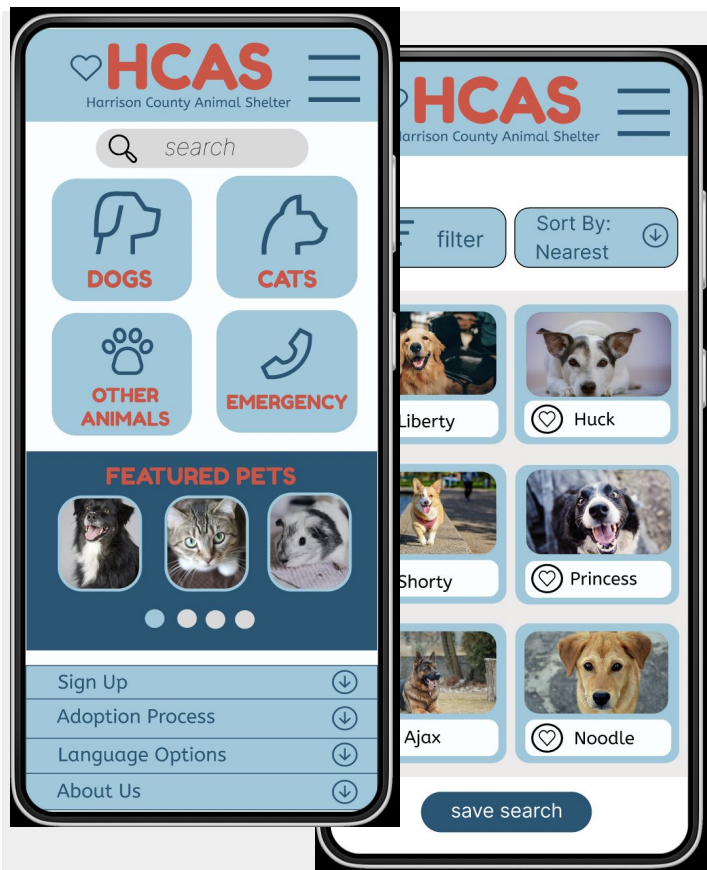 HCAS
Harrison County Animal Shelter
search
DOGS
CATS
OTHER
ANIMALS
EMERGENCY
FEATURED PETS
Sign Up
Adoption Process
Language Options
About Us
HCAS
arrison County Animal Shelter
filter
Sort By:
Nearest
Liberty
Huck
Shorty
Princess
Ajax
Noodle
save search